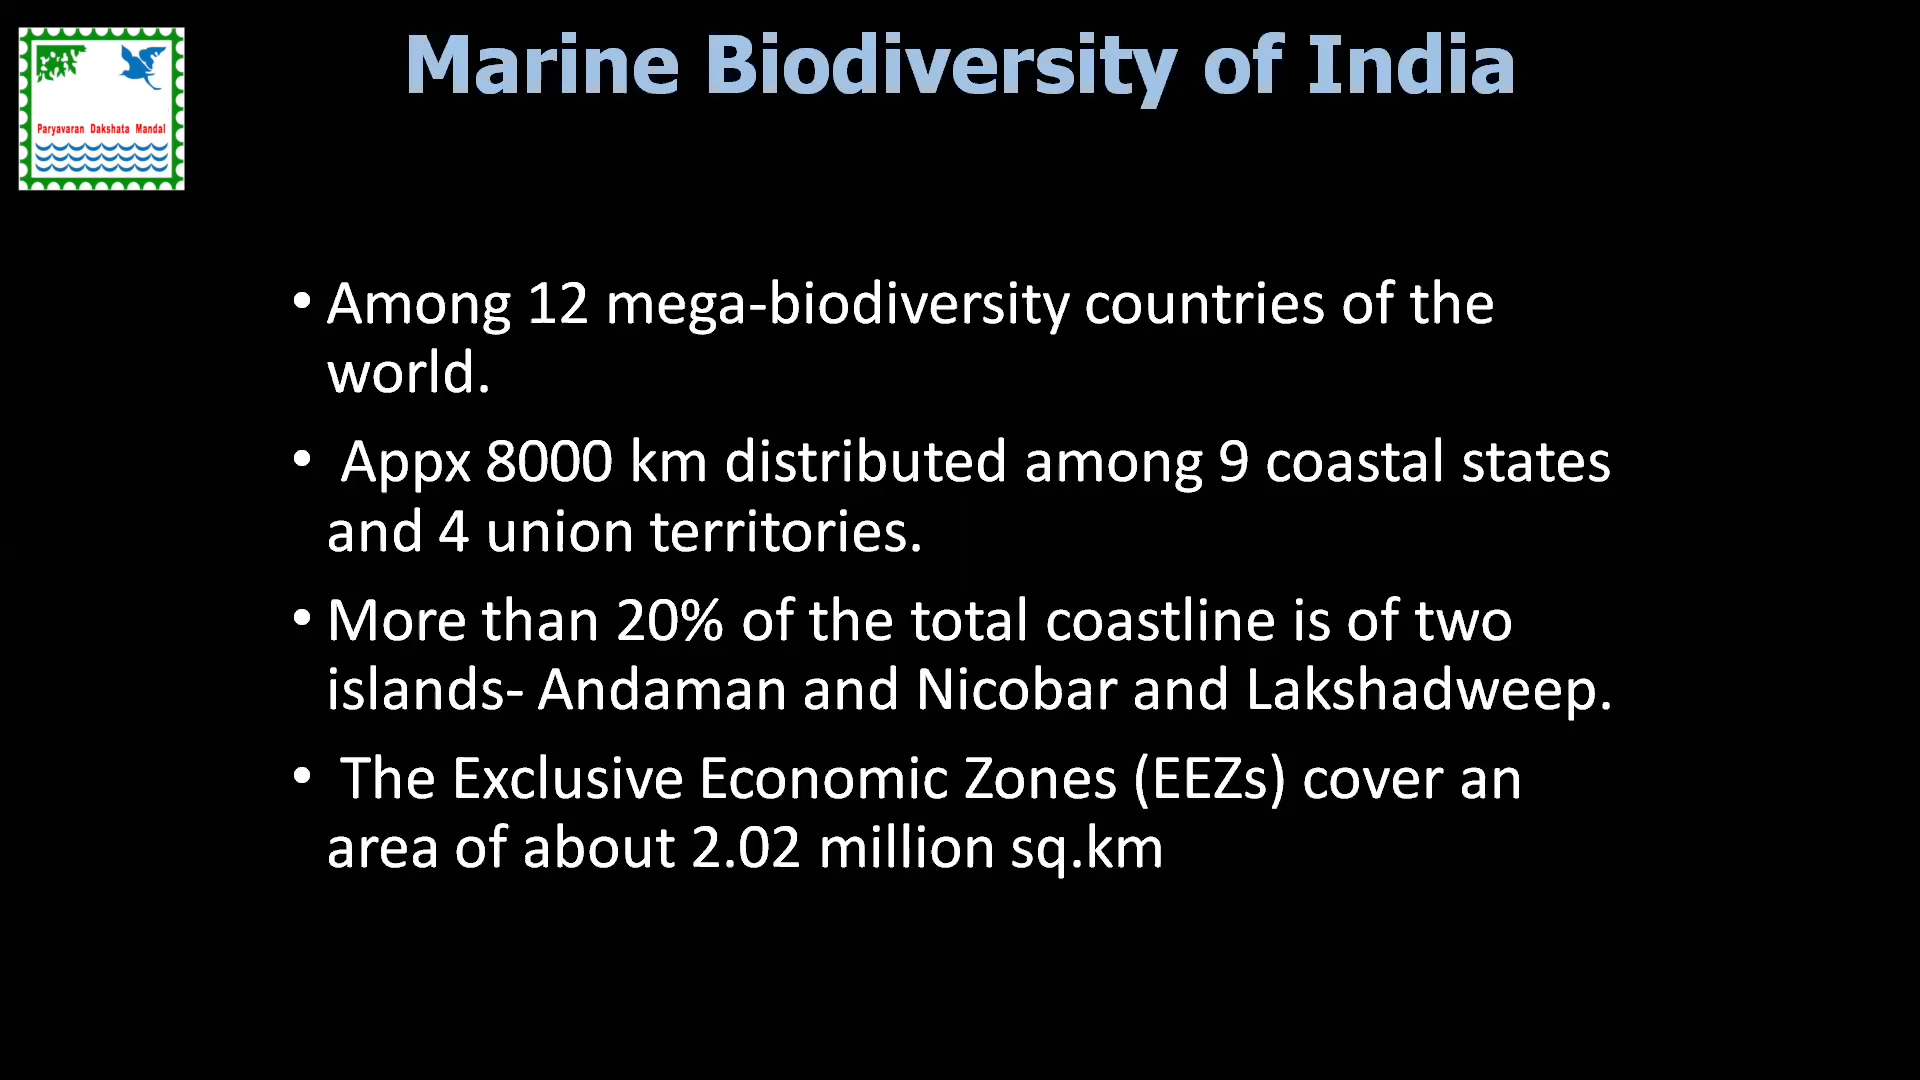 Marine Biodiversity of India
Paryavaran Dakshata Mandal
• Among 12 mega-biodiversity countries of the
world.
• Appx 8000 km distributed among 9 coastal states
and 4 union territories.
• More than 20% of the total coastline is of two
islands- Andaman and Nicobar and Lakshadweep.
• The Exclusive Economic Zones (EEZs) cover an
area of about 2.02 million sq.km